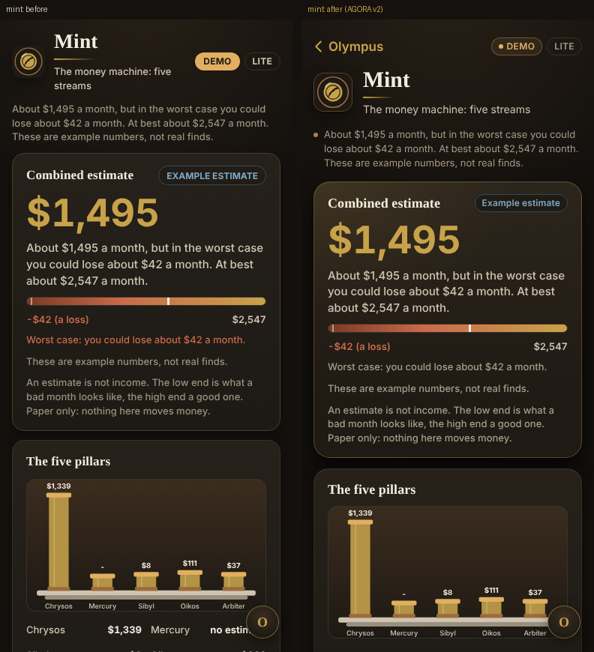 mint before
Mint
The money machine: five
streams
DEMO
LITE
About $1,495 a month, but in the worst case you could
lose about $42 a month. At best about $2,547 a month.
These are example numbers, not real finds.
Combined estimate
EXAMPLE ESTIMATE
$1,495
About $1,495 a month, but in the worst case
you could lose about $42 a month. At best
about $2,547 a month.
-$42 (a loss)
$2,547
Worst case: you could lose about $42 a month.
These are example numbers, not real finds.
An estimate is not income. The low end is what a
bad month looks like, the high end a good one.
Paper only: nothing here moves money.
The five pillars
$1,339
-
$8
$111
$37
Chrysos
Mercury
Sibyl
Oikos
Arbiter
Chrysos
$1,339
Mercury
no
O
mint after (AGORA v2)
Olympus
DEMO
LITE
Mint
The money machine: five streams
About $1,495 a month, but in the worst case you could
lose about $42 a month. At best about $2,547 a month.
These are example numbers, not real finds.
Combined estimate
Example estimate
$1,495
About $1,495 a month, but in the worst case
you could lose about $42 a month. At best
about $2,547 a month.
-$42 (a loss)
$2,547
Worst case: you could lose about $42 a month.
These are example numbers, not real finds.
An estimate is not income. The low end is what a
bad month looks like, the high end a good one.
Paper only: nothing here moves money.
The five pillars
$1,339
-
$8
$111
$37
Chrysos
Mercury
Sibyl
Oikos
Arbiter
O